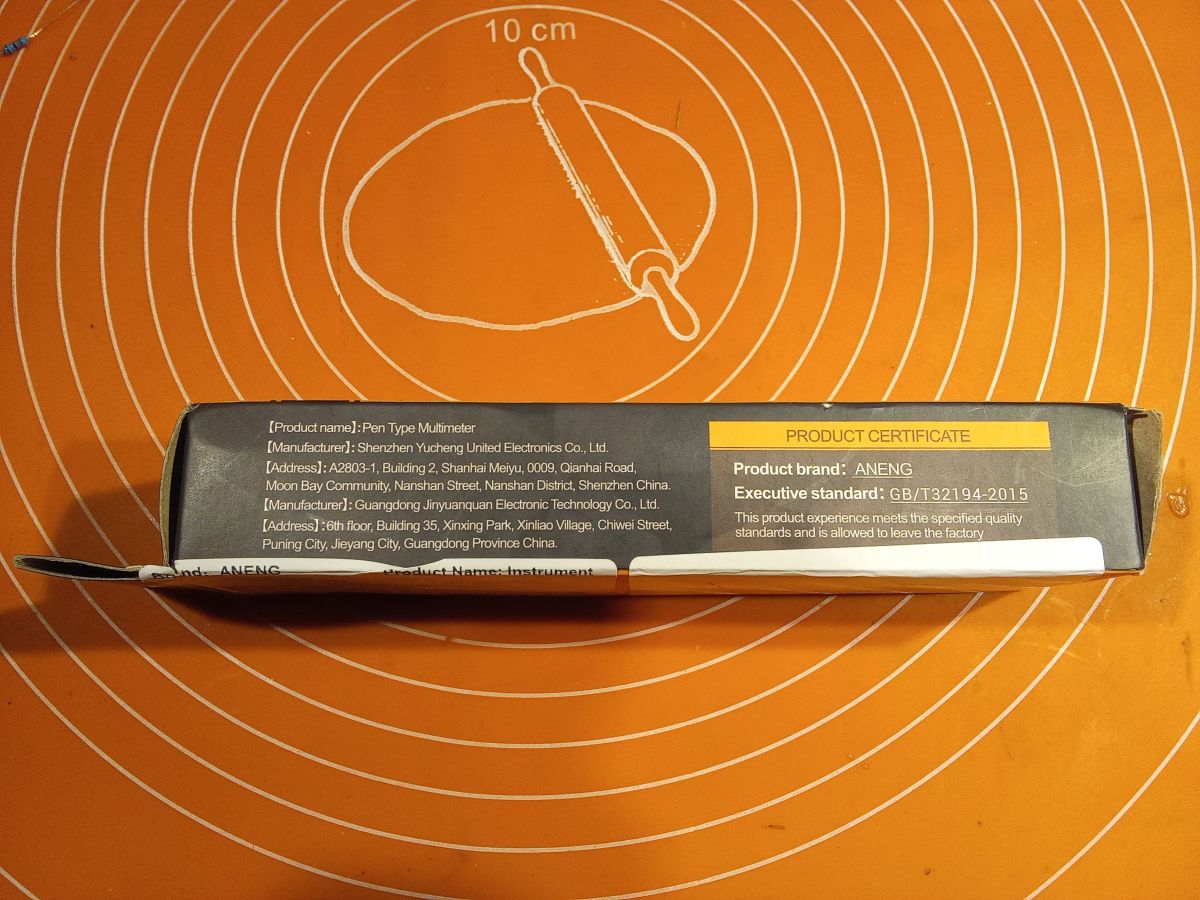 10 cm
【Product name】: Pen Type Multimeter
【Manufacturer】: Shenzhen Yucheng United Electronics Co., Ltd.
【Address】: A2803-1, Building 2, Shanhai Meiyu, 0009, Qianhai Road,
Moon Bay Community, Nanshan Street, Nanshan District, Shenzhen China.
【Manufacturer】: Guangdong Jinyuanquan Electronic Technology Co., Ltd.
【Address】: 6th floor, Building 35, Xinxing Park, Xinliao Village, Chiwei Street,
Puning City, Jieyang City, Guangdong Province China.
PRODUCT CERTIFICATE
Product brand: ANENG
Executive standard: GB/T32194-2015
This product experience meets the specified quality
standards and is allowed to leave the factory
Brand: ANENG Product Name: Instrument